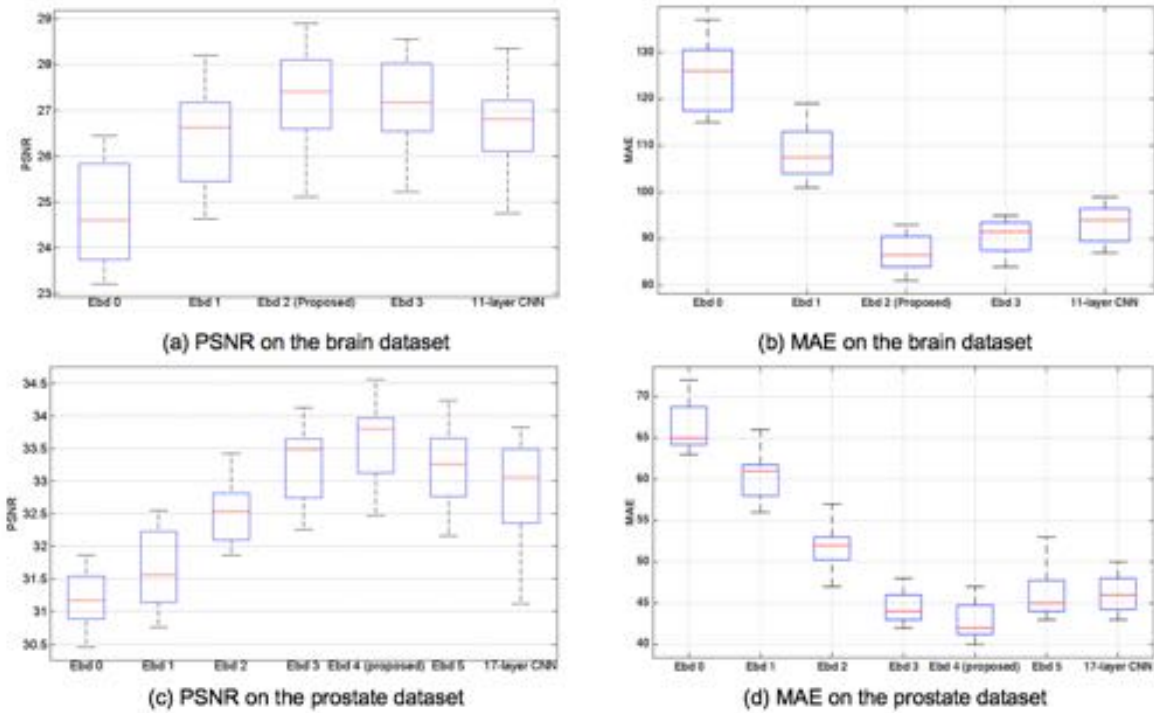 29
28
27
26
25
24
23
PSNR
Ebd 0 Ebd 1 Ebd 2 (Proposed) Ebd 3 11-layer CNN
(a) PSNR on the brain dataset
130
120
110
100
90
80
MAE
Ebd 0 Ebd 1 Ebd 2 (Proposed) Ebd 3 11-layer CNN
(b) MAE on the brain dataset
34.5
34
33.5
33
32.5
32
31.5
31
30.5
PSNR
Ebd 0 Ebd 1 Ebd 2 Ebd 3 Ebd 4 (proposed) Ebd 5 17-layer CNN
(c) PSNR on the prostate dataset
70
65
60
55
50
45
40
MAE
Ebd 0 Ebd 1 Ebd 2 Ebd 3 Ebd 4 (proposed) Ebd 5 17-layer CNN
(d) MAE on the prostate dataset